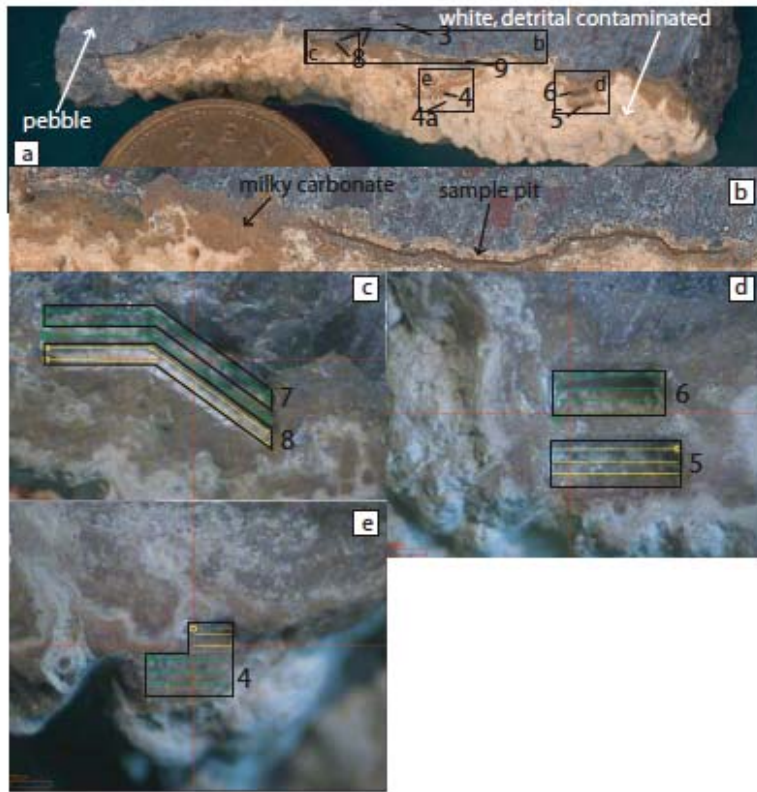 white, detrital contaminated
7 3 b
c 8 9
e d
4 6
4a 5
pebble
a
milky carbonate
sample pit
b
c
7
8
d
6
5
e
4